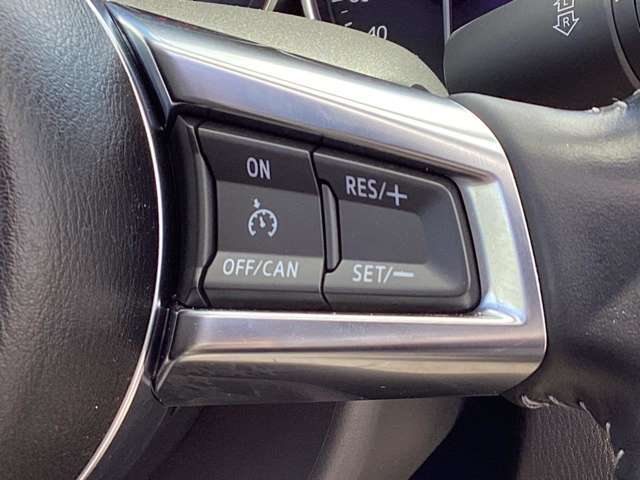 40
L
R
ON
OFF/CAN
RES/+
SET/−